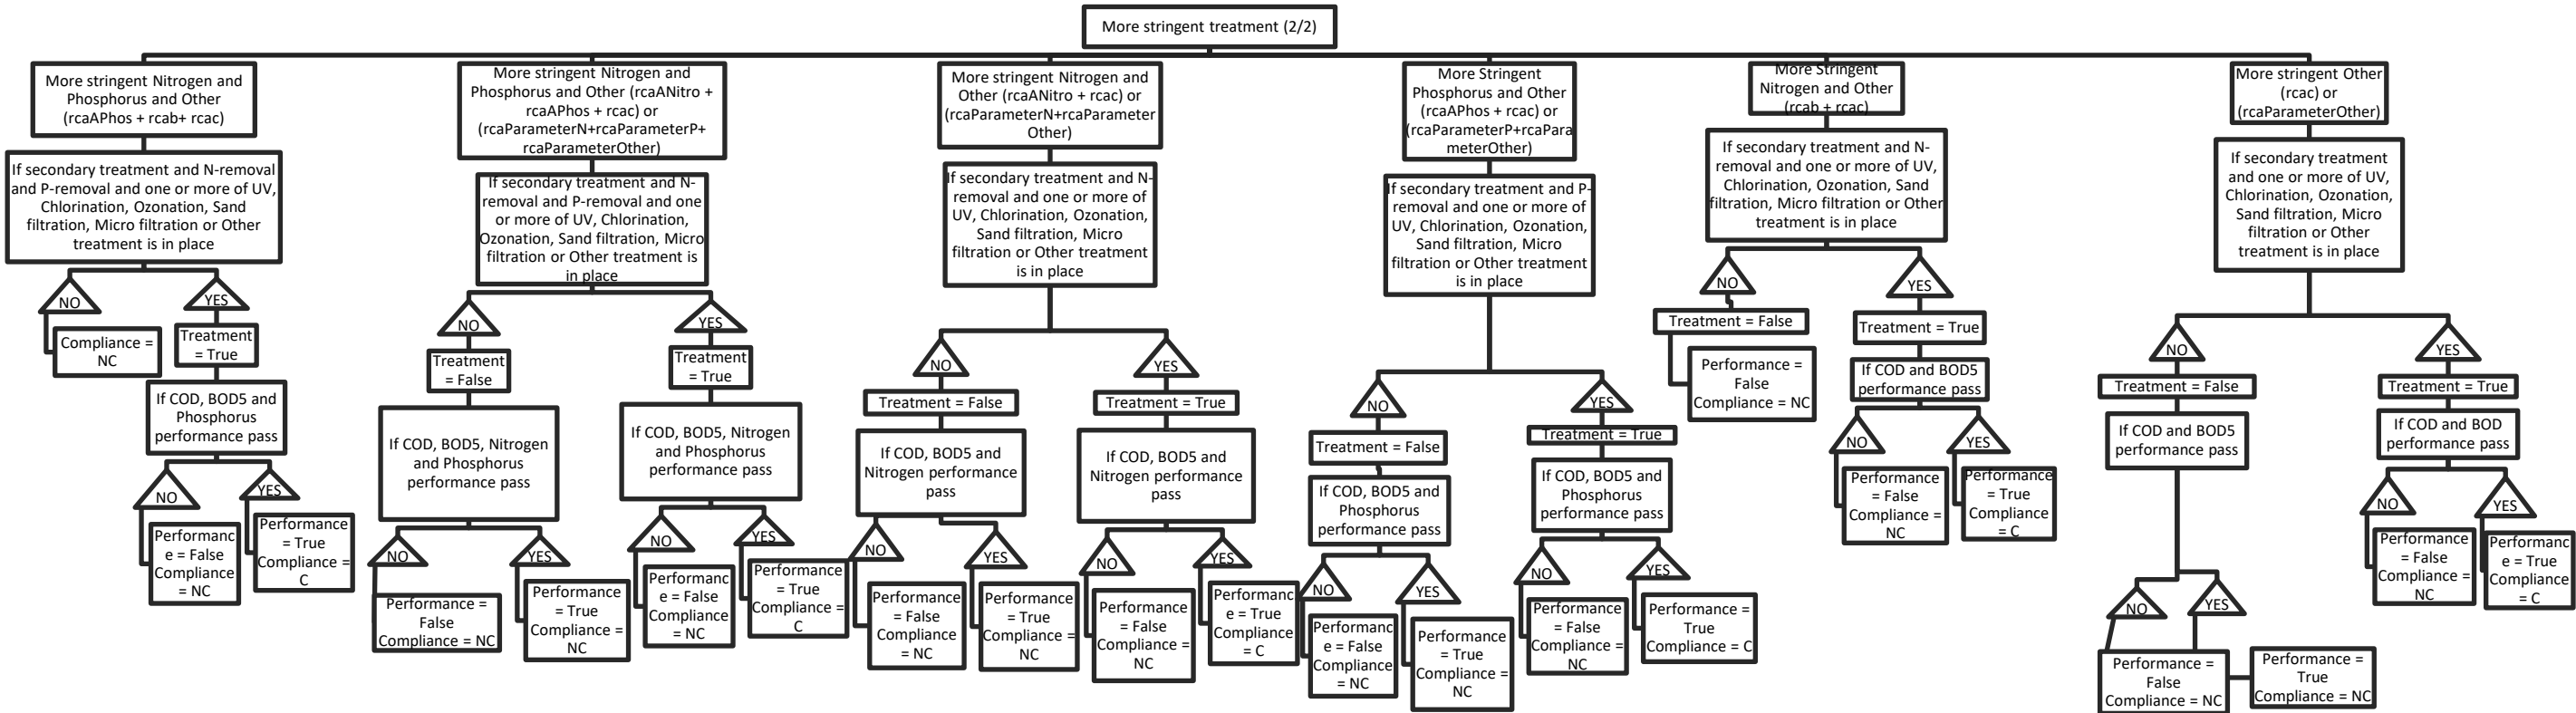 More stringent treatment (2/2)
More stringent Nitrogen and
Phosphorus and Other
(rcaAPhos + rcab+ rcac)
If secondary treatment and N-removal
and P-removal and one or more of UV,
Chlorination, Ozonation, Sand
filtration, Micro filtration or Other
treatment is in place
NO
YES
Compliance =
NC
Treatment
= True
If COD, BOD5 and
Phosphorus
performance pass
NO
YES
Performanc
e = False
Compliance
= NC
Performance
= True
Compliance =
C
More stringent Nitrogen and
Phosphorus and Other (rcaANitro +
rcaAPhos + rcac) or
(rcaParameterN+rcaParameterP+
rcaParameterOther)
If secondary treatment and N-
removal and P-removal and one
or more of UV, Chlorination,
Ozonation, Sand filtration, Micro
filtration or Other treatment is
in place
NO
YES
Treatment
= False
Treatment
= True
If COD, BOD5, Nitrogen
and Phosphorus
performance pass
If COD, BOD5, Nitrogen
and Phosphorus
performance pass
NO
YES
NO
YES
Performance =
False
Compliance = NC
Performance
= True
Compliance =
NC
Performanc
e = False
Compliance
= NC
Performance
= True
Compliance =
C
More stringent Nitrogen and
Other (rcaANitro + rcac) or
(rcaParameterN+rcaParameter
Other)
If secondary treatment and N-
removal and one or more of
UV, Chlorination, Ozonation,
Sand filtration, Micro
filtration or Other treatment
is in place
NO
YES
Treatment = False
Treatment = True
If COD, BOD5 and
Nitrogen performance
pass
If COD, BOD5 and
Nitrogen performance
pass
NO
YES
NO
YES
Performance
= False
Compliance
= NC
Performance
= True
Compliance =
NC
Performance
= False
Compliance =
NC
Performanc
e = True
Compliance
= C
More Stringent
Phosphorus and Other
(rcaAPhos + rcac) or
(rcaParameterP+rcaPara
meterOther)
If secondary treatment and P-
removal and one or more of
UV, Chlorination, Ozonation,
Sand filtration, Micro
filtration or Other treatment
is in place
NO
YES
Treatment = False
Treatment = True
If COD, BOD5 and
Phosphorus
performance pass
If COD, BOD5 and
Phosphorus
performance pass
NO
YES
NO
YES
Performanc
e = False
Compliance
= NC
Performance
= True
Compliance =
NC
Performance
= False
Compliance =
NC
Performance =
True
Compliance = C
More Stringent
Nitrogen and Other
(rcab + rcac)
If secondary treatment and N-
removal and one or more of UV,
Chlorination, Ozonation, Sand
filtration, Micro filtration or Other
treatment is in place
NO
YES
Treatment = False
Treatment = True
Performance =
False
Compliance = NC
If COD and BOD5
performance pass
NO
YES
Performance
= False
Compliance =
NC
Performance
= True
Compliance
= C
More stringent Other
(rcac) or
(rcaParameterOther)
If secondary treatment
and one or more of UV,
Chlorination, Ozonation,
Sand filtration, Micro
filtration or Other
treatment is in place
NO
YES
Treatment = False
Treatment = True
If COD and BOD5
performance pass
If COD and BOD
performance pass
NO
YES
NO
YES
Performance =
False
Compliance = NC
Performance =
True
Compliance = NC
Performance
= False
Compliance =
NC
Performanc
e = True
Compliance
= C